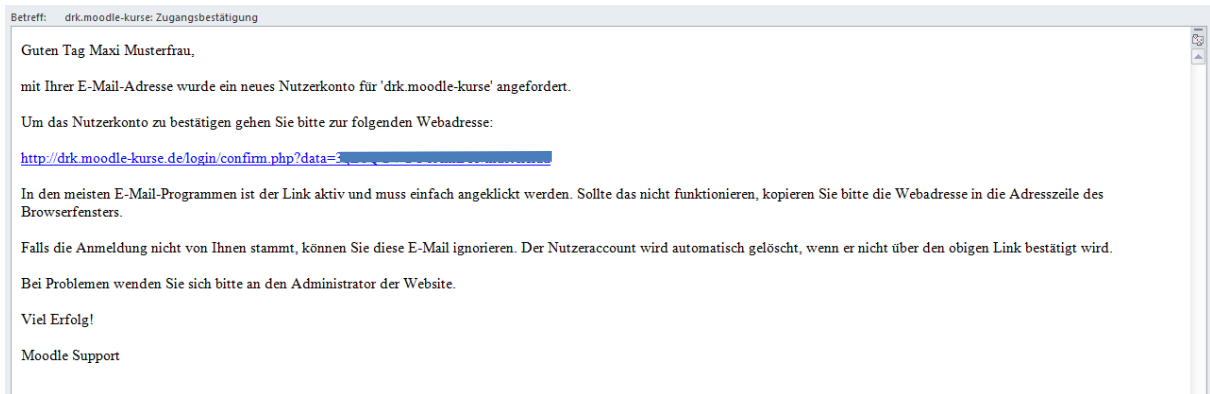 Betreff: drk.moodle-kurse: Zugangsbestätigung
Guten Tag Maxi Musterfrau,
mit Ihrer E-Mail-Adresse wurde ein neues Nutzerkonto für 'drk.moodle-kurse' angefordert.
Um das Nutzerkonto zu bestätigen gehen Sie bitte zur folgenden Webadresse:
http://drk.moodle-kurse.de/login/confirm.php?data=
In den meisten E-Mail-Programmen ist der Link aktiv und muss einfach angeklickt werden. Sollte das nicht funktionieren, kopieren Sie bitte die Webadresse in die Adresszeile des
Browserfensters.
Falls die Anmeldung nicht von Ihnen stammt, können Sie diese E-Mail ignorieren. Der Nutzeraccount wird automatisch gelöscht, wenn er nicht über den obigen Link bestätigt wird.
Bei Problemen wenden Sie sich bitte an den Administrator der Website.
Viel Erfolg!
Moodle Support